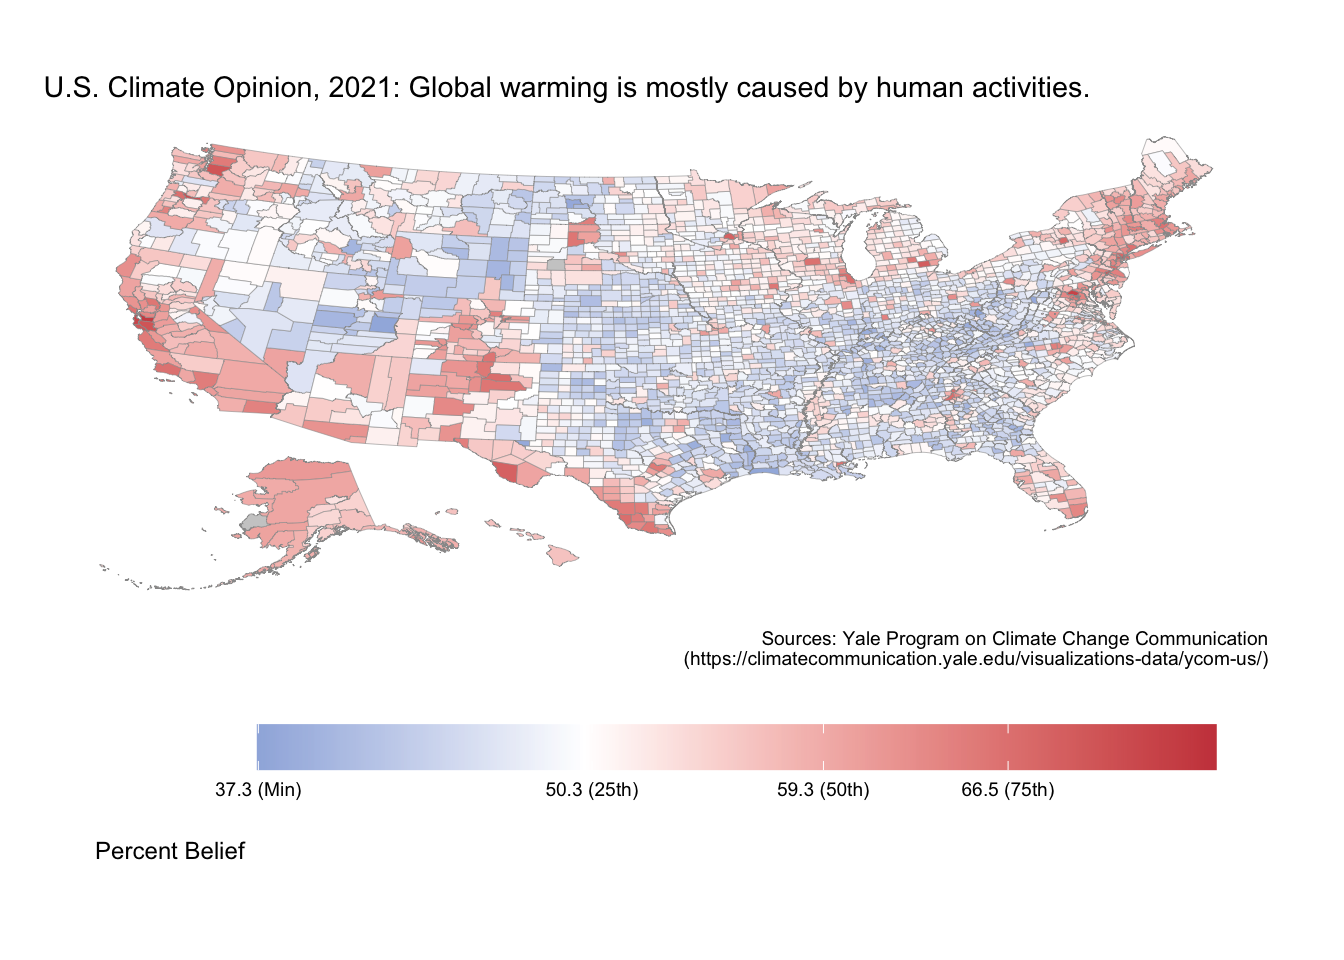 U.S. Climate Opinion, 2021: Global warming is mostly caused by human activities.
Sources: Yale Program on Climate Change Communication
(https://climatecommunication.yale.edu/visualizations-data/ycom-us/)
37.3 (Min) 50.3 (25th) 59.3 (50th) 66.5 (75th)
Percent Belief